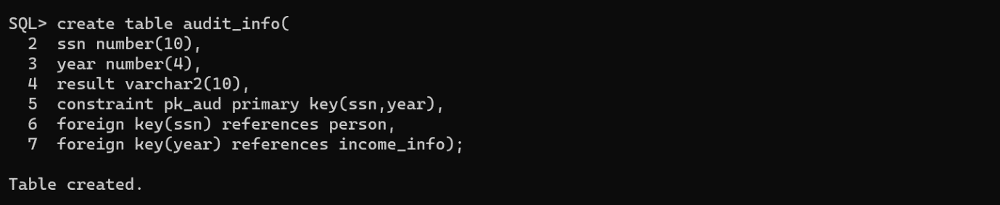 SQL> create table audit_info(
  2  ssn number(10),
  3  year number(4),
  4  result varchar2(10),
  5  constraint pk_aud primary key(ssn,year),
  6  foreign key(ssn) references person,
  7  foreign key(year) references income_info);
Table created.